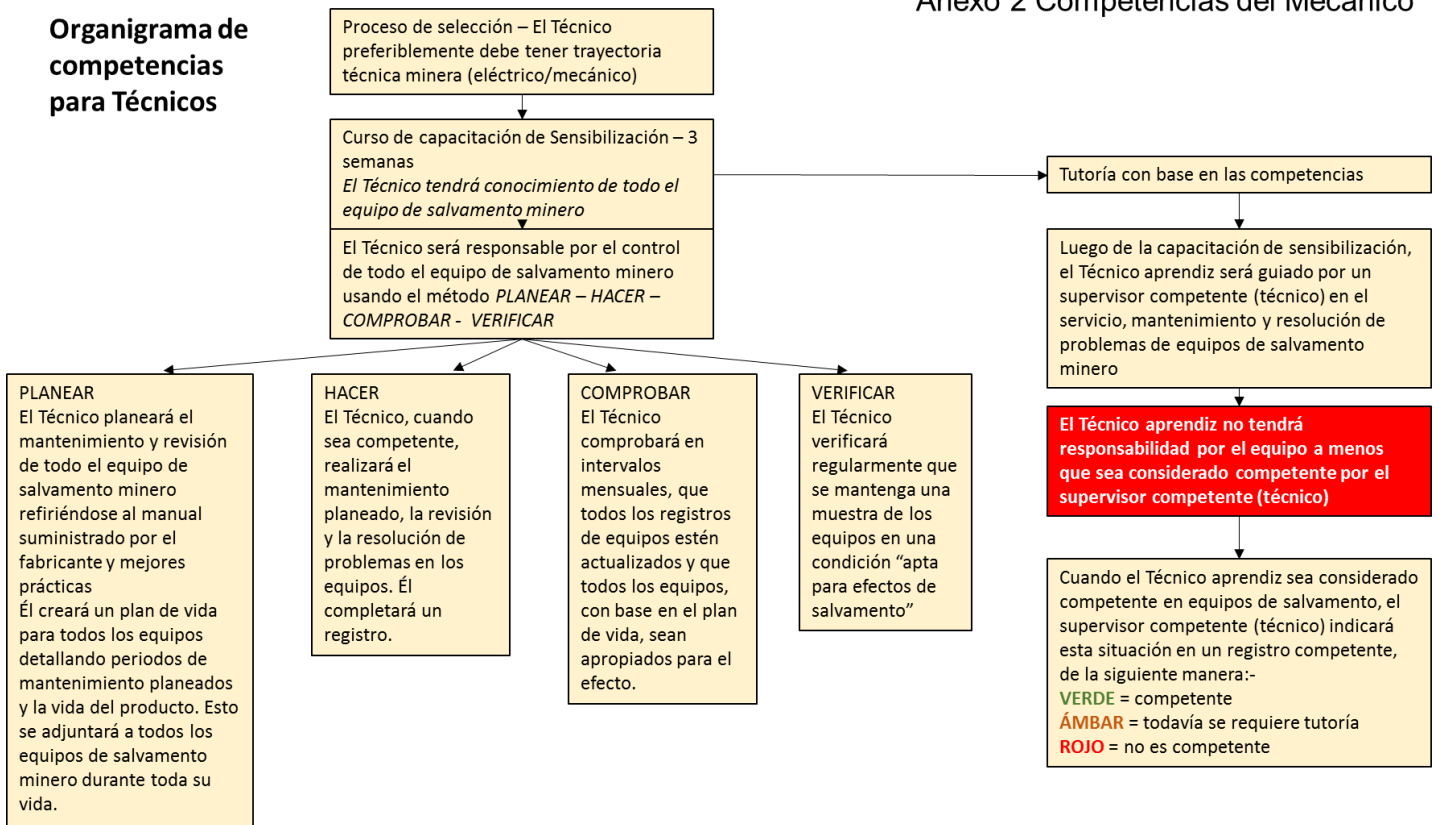 Anexo 2 Competencias del Mecánico
Organigrama de
competencias
para Técnicos
Proceso de selección – El Técnico
preferiblemente debe tener trayectoria
técnica minera (eléctrico/mecánico)
Curso de capacitación de Sensibilización – 3
semanas
El Técnico tendrá conocimiento de todo el
equipo de salvamento minero
El Técnico será responsable por el control
de todo el equipo de salvamento minero
usando el método PLANEAR – HACER –
COMPROBAR - VERIFICAR
PLANEAR
El Técnico planeará el
mantenimiento y revisión
de todo el equipo de
salvamento minero
refiriéndose al manual
suministrado por el
fabricante y mejores
prácticas
Él creará un plan de vida
para todos los equipos
detallando periodos de
mantenimiento planeados
y la vida del producto. Esto
se adjuntará a todos los
equipos de salvamento
minero durante toda su
vida.
HACER
El Técnico, cuando
sea competente,
realizará el
mantenimiento
planeado, la revisión
y la resolución de
problemas en los
equipos. Él
completará un
registro.
COMPROBAR
El Técnico
comprobará en
intervalos
mensuales, que
todos los registros
de equipos estén
actualizados y que
todos los equipos,
con base en el plan
de vida, sean
apropiados para el
efecto.
VERIFICAR
El Técnico
verificará
regularmente que
se mantenga una
muestra de los
equipos en una
condición “apta
para efectos de
salvamento”
Tutoría con base en las competencias
Luego de la capacitación de sensibilización,
el Técnico aprendiz será guiado por un
supervisor competente (técnico) en el
servicio, mantenimiento y resolución de
problemas de equipos de salvamento
minero
El Técnico aprendiz no tendrá
responsabilidad por el equipo a menos
que sea considerado competente por el
supervisor competente (técnico)
Cuando el Técnico aprendiz sea considerado
competente en equipos de salvamento, el
supervisor competente (técnico) indicará
esta situación en un registro competente,
de la siguiente manera:-
VERDE = competente
ÁMBAR = todavía se requiere tutoría
ROJO = no es competente